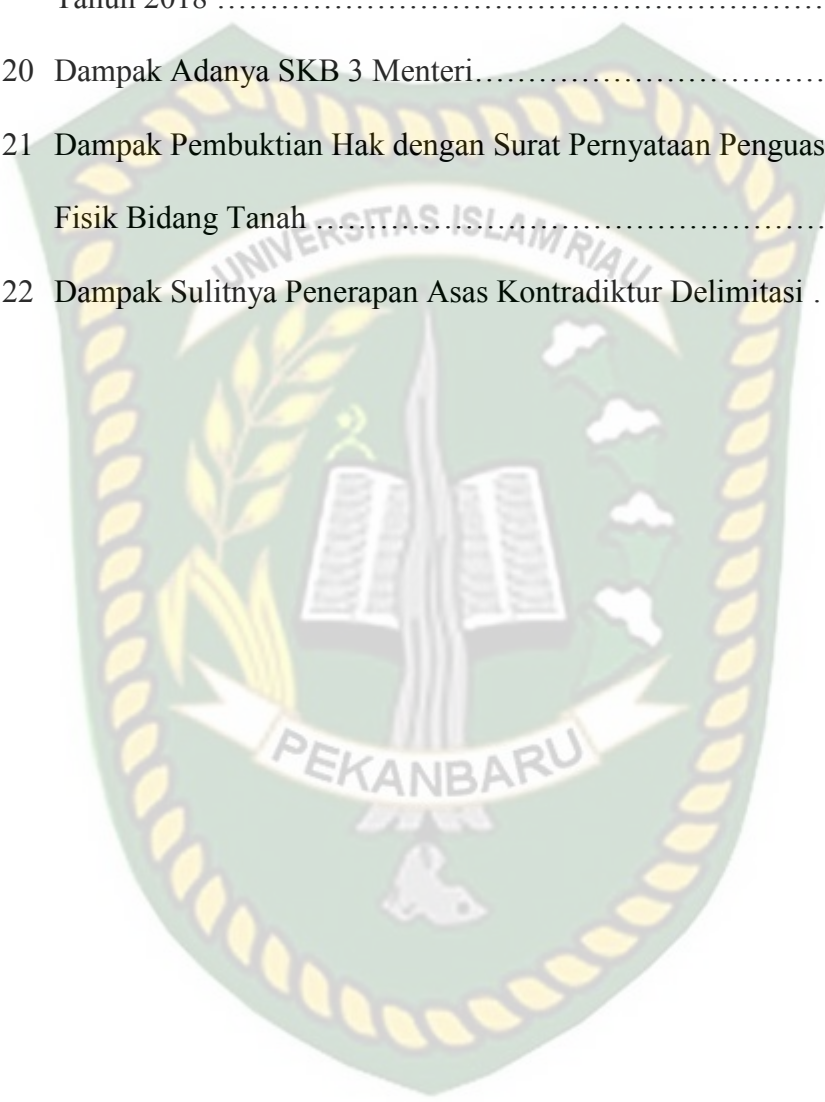 Tahun 2018 ……………………………………………………………
20 Dampak Adanya SKB 3 Menteri……………………………
21 Dampak Pembuktian Hak dengan Surat Pernyataan Penguas
Fisik Bidang Tanah ………………………………………………
22 Dampak Sulitnya Penerapan Asas Kontradiktur Delimitasi .
UNIVERSITAS ISLAM RIAU
PEKANBARU